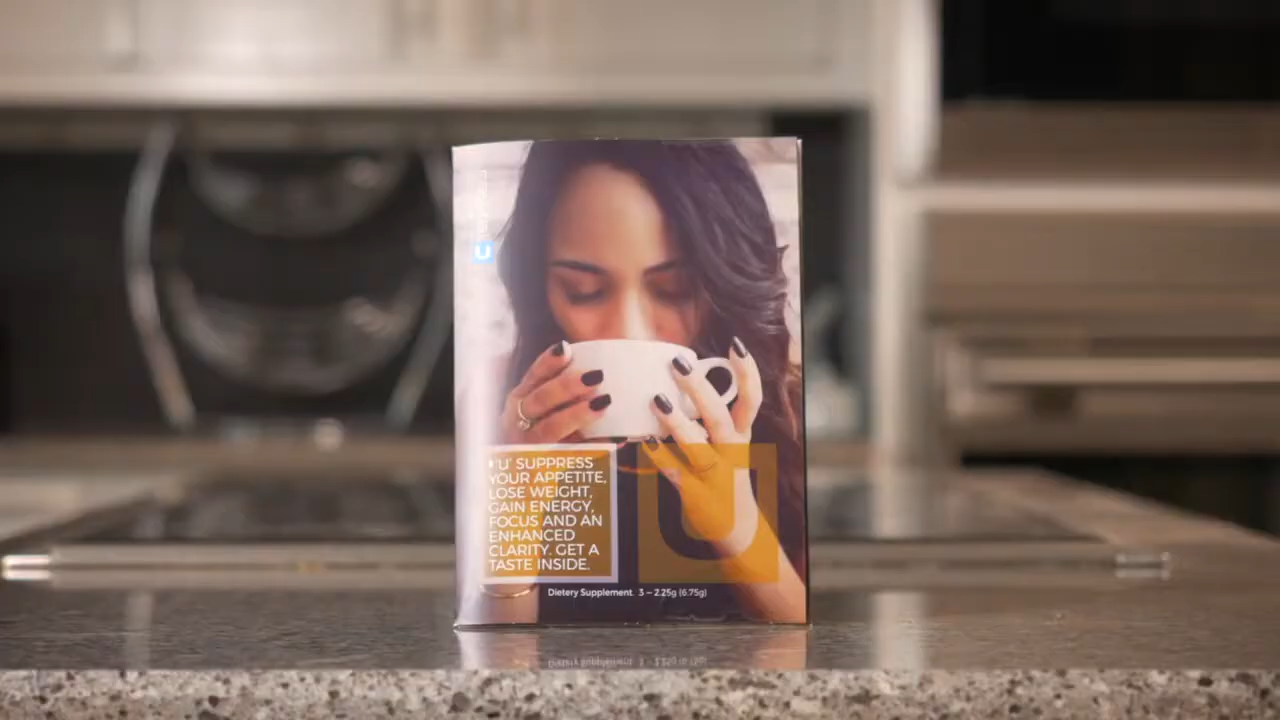 U
'U' SUPPRESS
YOUR APPETITE,
LOSE WEIGHT,
GAIN ENERGY,
FOCUS AND AN
ENHANCED
CLARITY. GET A
TASTE INSIDE.
U
Dietery Supplement 3 – 2.25g (6.75g)